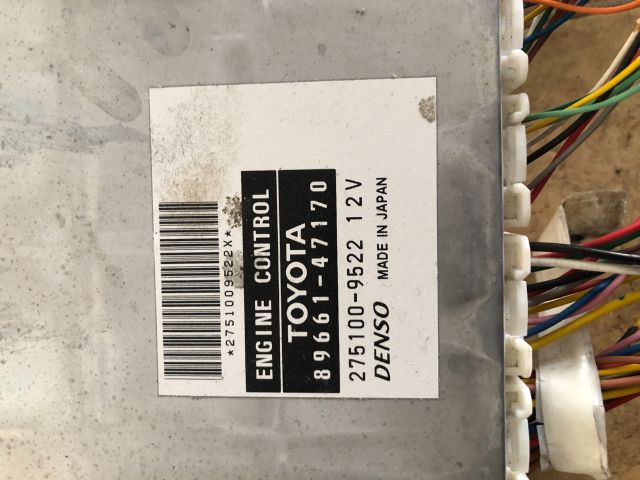 *2751009522X*
ENGINE CONTROL
TOYOTA
89661-47170
275100-9522 12V
DENSO MADE IN JAPAN